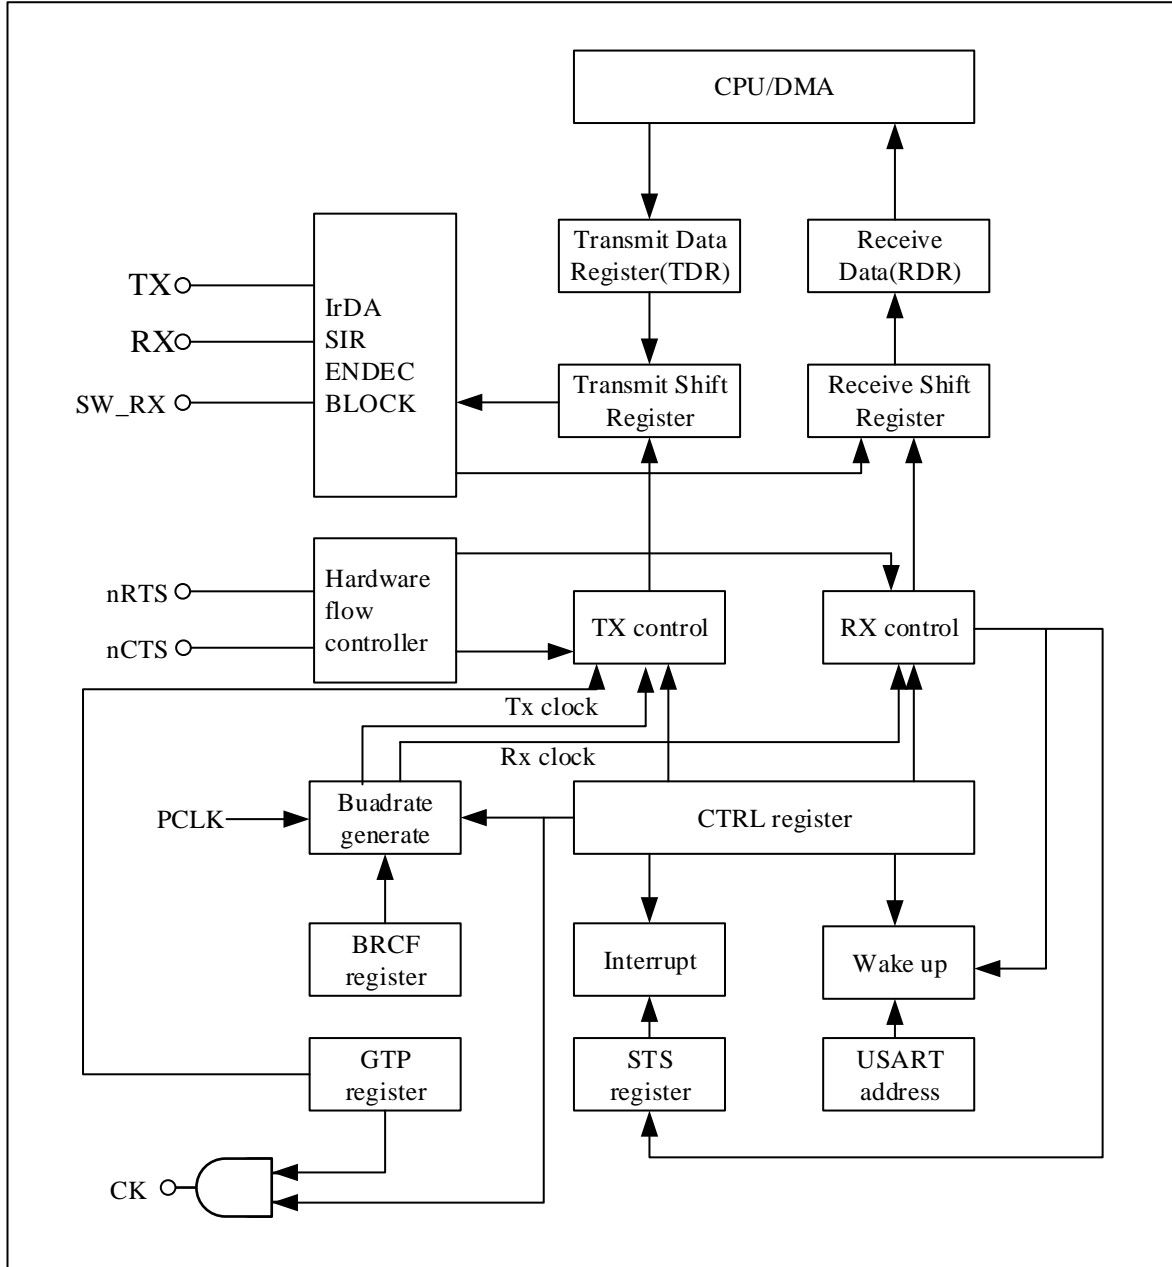 CPU/DMA
Transmit Data
Register(TDR)
Receive
Data(RDR)
TX
RX
SW_RX
IrDA
SIR
ENDEC
BLOCK
Transmit Shift
Register
Receive Shift
Register
nRTS
nCTS
Hardware
flow
controller
TX control
RX control
Tx clock
Rx clock
PCLK
Buadrate
generate
CTRL register
BRCF
register
Interrupt
Wake up
GTP
register
STS
register
USART
address
CK